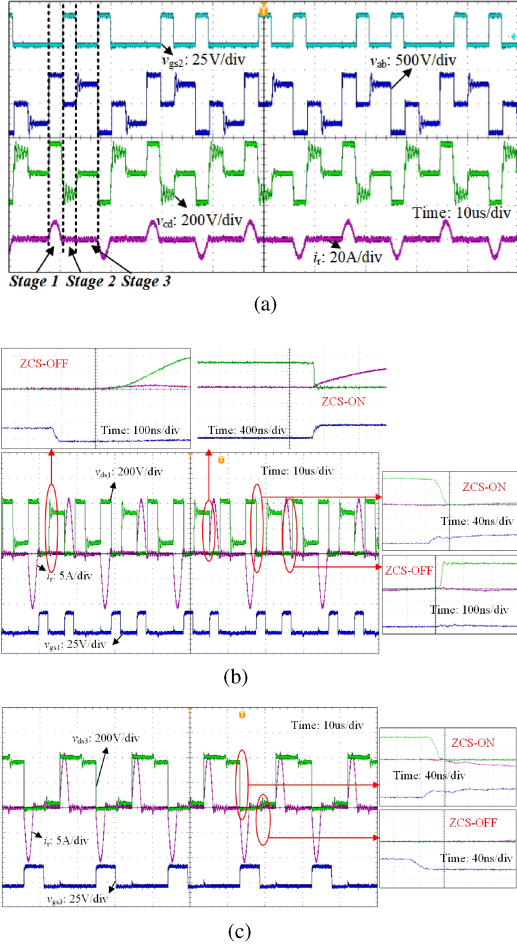 T
vgs2: 25V/div
vab: 500V/div
vcd: 200V/div
Time: 10us/div
ir: 20A/div
Stage 1 Stage 2 Stage 3
(a)
ZCS-OFF
Time: 100ns/div
ZCS-ON
Time: 400ns/div
vds1: 200V/div
T
Time: 10us/div
ir: 5A/div
vgs1: 25V/div
ZCS-ON
Time: 40ns/div
ZCS-OFF
Time: 100ns/div
(b)
T
Time: 10us/div
vds3: 200V/div
ir: 5A/div
vgs3: 25V/div
ZCS-ON
Time: 40ns/div
ZCS-OFF
Time: 40ns/div
(c)